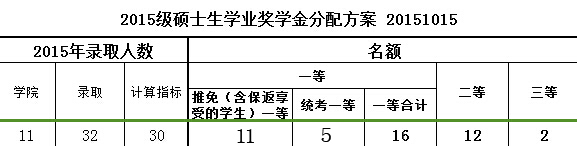 2015级硕士生学业奖学金分配方案 20151015
2015年录取人数 名额
一等
学院 录取 计算指标 推免（含保返享受的学生）一等 统考一等 一等合计 二等 三等
11 32 30 11 5 16 12 2